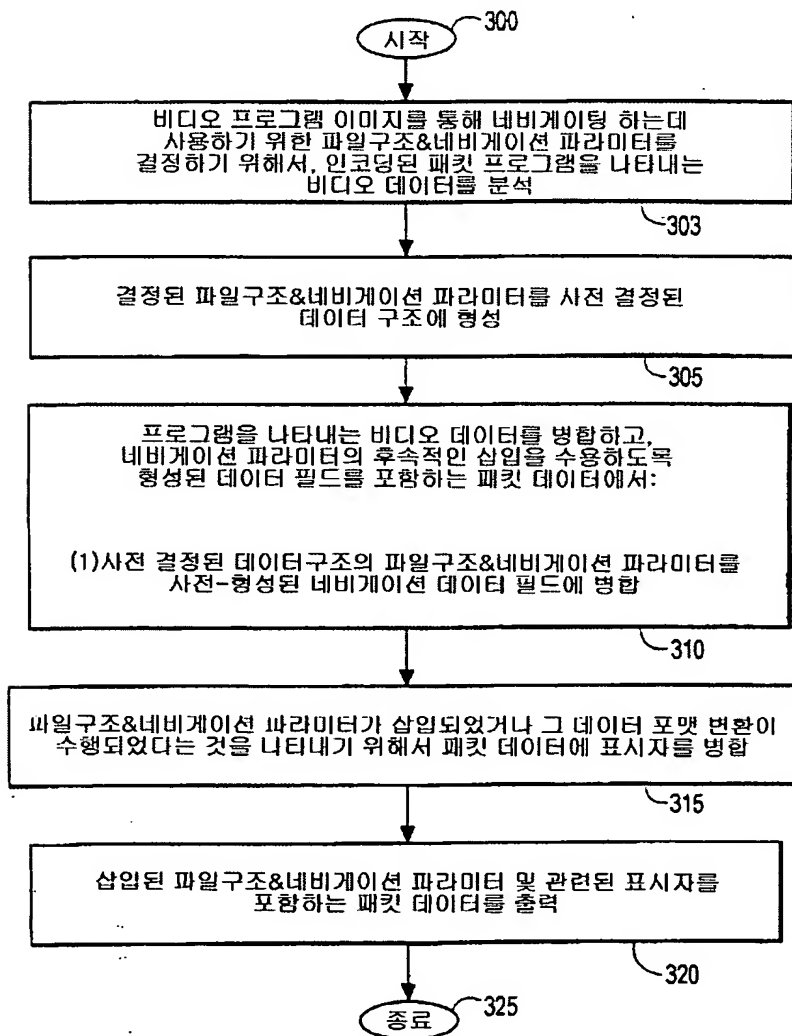 시작
300
비디오 프로그램 이미지를 통해 네비게이팅 하는데
사용하기 위한 파일구조&네비게이션 파라미터를
결정하기 위해서, 인코딩된 패킷 프로그램을 나타내는
비디오 데이터를 분석
303
결정된 파일구조&네비게이션 파라미터를 사전 결정된
데이터 구조에 형성
305
프로그램을 나타내는 비디오 데이터를 병합하고,
네비게이션 파라미터의 후속적인 삽입을 수용하도록
형성된 데이터 필드를 포함하는 패킷 데이터에서:
(1)사전 결정된 데이터구조의 파일구조&네비게이션 파라미터를
사전-형성된 네비게이션 데이터 필드에 병합
310
파일구조&네비게이션 파라미터가 삽입되었거나 그 데이터 포맷 변환이
수행되었다는 것을 나타내기 위해서 패킷 데이터에 표시자를 병합
315
삽입된 파일구조&네비게이션 파라미터 및 관련된 표시자를
포함하는 패킷 데이터를 출력
320
종료
325